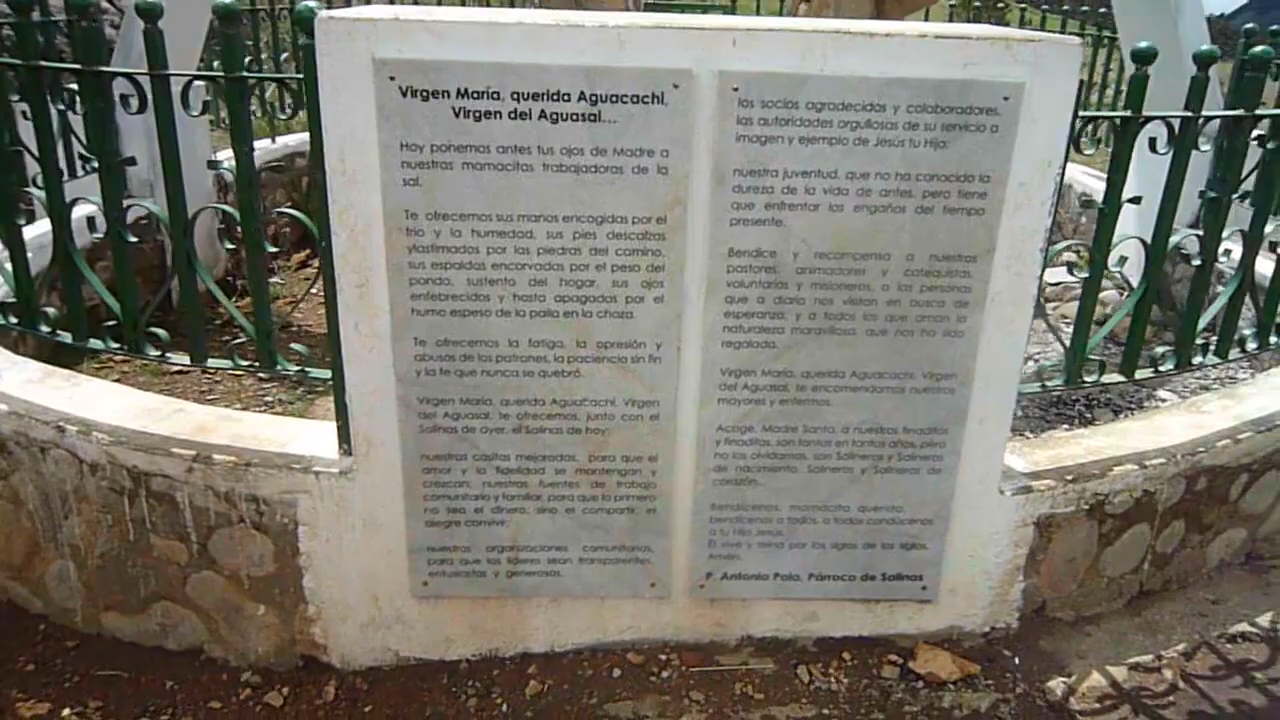 Virgen María, querida Aguacachi,
Virgen del Aguasal...
Hoy ponemos antes tus ojos de Madre a
nuestras mamacitas trabajadoras de la
sal.
Te ofrecemos sus manos encogidas por el
frío y la humedad, sus pies descalzos
ylastimados por las piedras del camino,
sus espaldas encorvadas por el peso del
pondo, sustento del hogar, sus ojos
enfebrecidos y hasta apagados por el
humo espeso de la paila en la choza.
Te ofrecemos la fatiga, la opresión y
abusos de los patrones, la paciencia sin fin
y la fe que nunca se quebró.
Virgen María, querida Aguacachi, Virgen
del Aguasal, te ofrecemos, junto con el
Salinas de ayer, el Salinas de hoy:
nuestras casitas mejoradas, para que el
amor y la fidelidad se mantengan y
crezcan; nuestras fuentes de trabajo
comunitario y familiar, para que lo primero
no sea el dinero, sino el compartir, el
alegre convivir;
nuestras organizaciones comunitarias,
para que los líderes sean transparentes,
entusiastas y generosos,
los socios agradecidos y colaboradores,
las autoridades orgullosas de su servicio a
imagen y ejemplo de Jesús tu Hijo;
nuestra juventud, que no ha conocido la
dureza de la vida de antes, pero tiene
que enfrentar los engaños del tiempo
presente.
Bendice y recompensa a nuestros
pastores, animadores y catequistas,
voluntarios y misioneros, a las personas
que a diario nos visitan en busca de
esperanza, y a todos los que aman la
naturaleza maravillosa que nos ha sido
regalada.
Virgen María, querida Aguacachi, Virgen
del Aguasal, te encomendamos nuestros
mayores y enfermos.
Acoge, Madre Santa, a nuestros finaditos
y finaditas, son tantos en tantos años, pero
no los olvidamos, son Salineros y Salineras
de nacimiento, Salineros y Salineras de
corazón...
Bendícenos, mamacita querida,
bendícenos a todos, a todos condúcenos
a tu Hijo Jesús.
El vive y reina por los siglos de los siglos.
Amén.
P. Antonio Polo, Párroco de Salinas